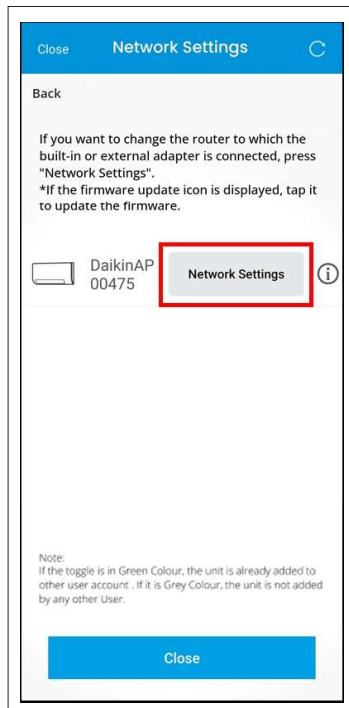 Close Network Settings
Back
If you want to change the router to which the
built-in or external adapter is connected, press
"Network Settings".
*If the firmware update icon is displayed, tap it
to update the firmware.
DaikinAP
00475
Network Settings
i
Note:
If the toggle is in Green Colour, the unit is already added to
other user account . If it is Grey Colour, the unit is not added
by any other User.
Close